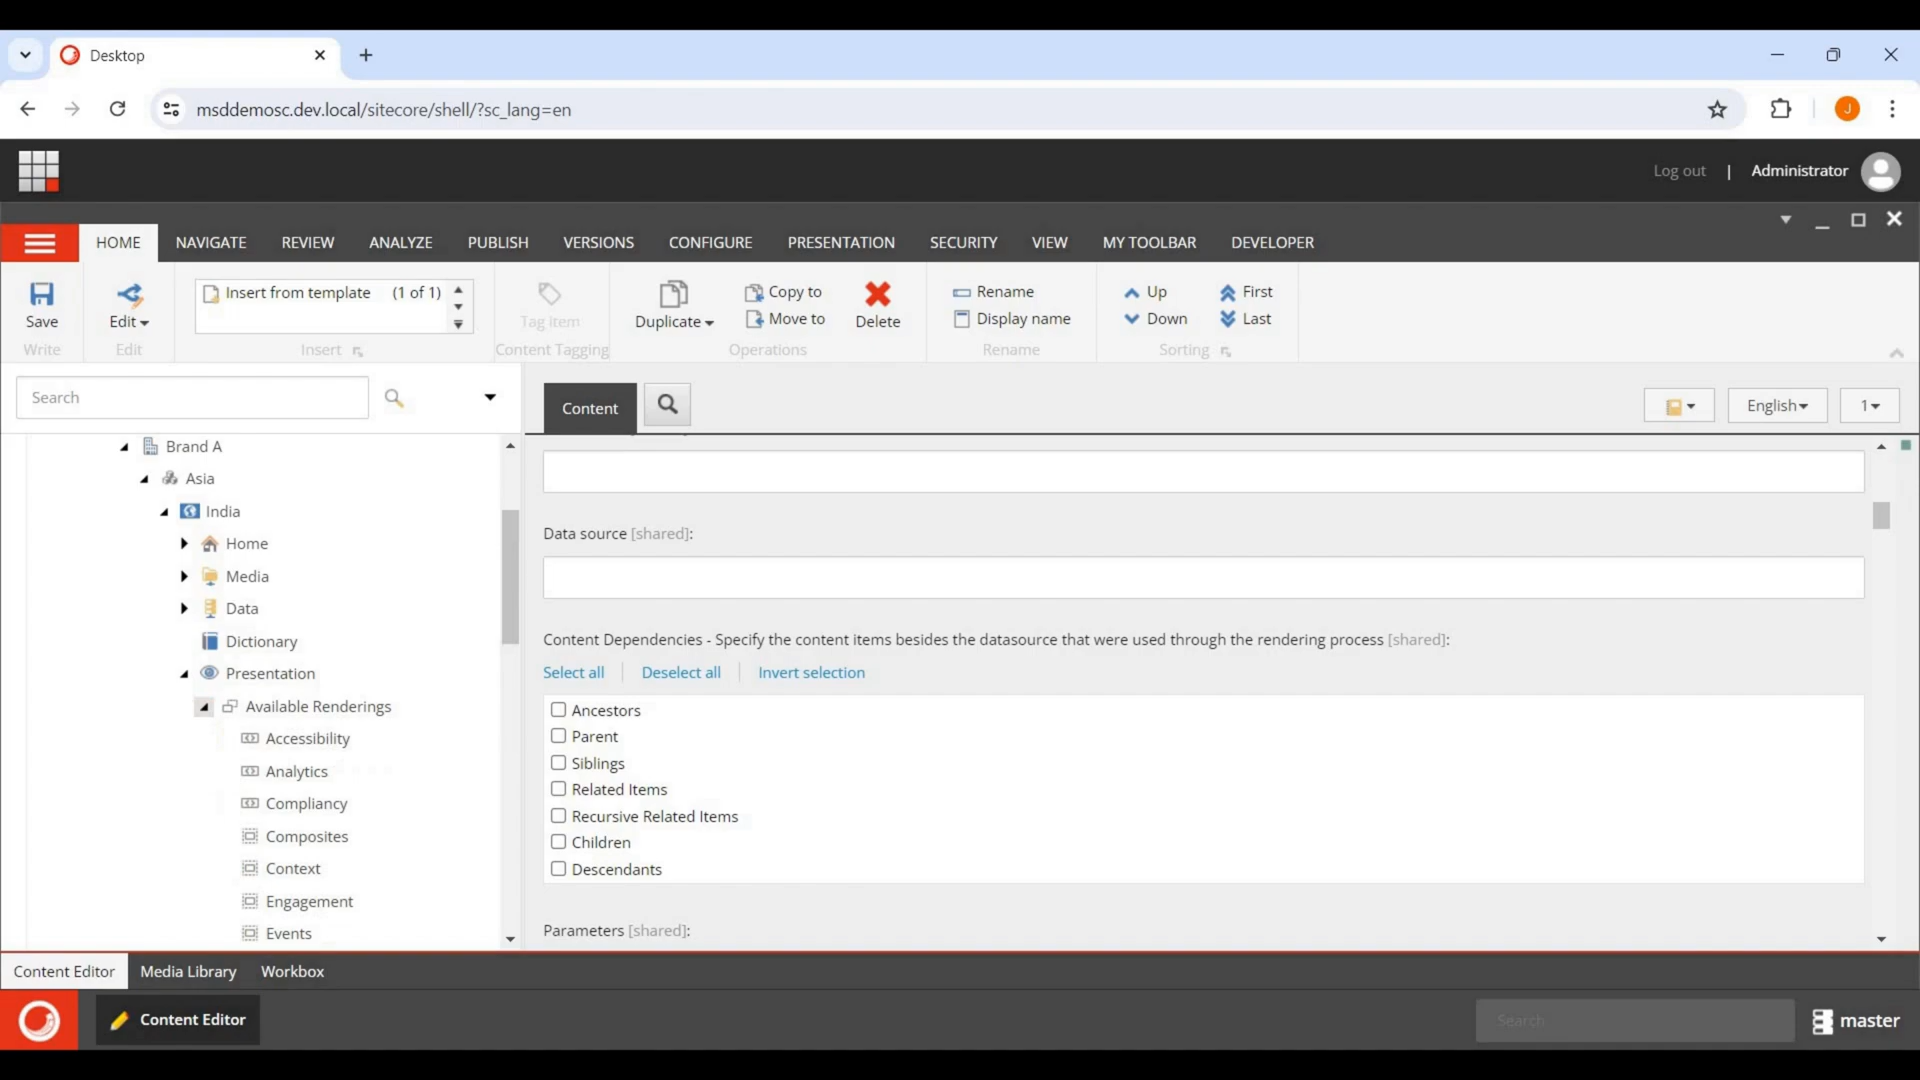 Desktop
msddemosc.dev.local/sitecore/shell/?sc_lang=en
J
Log out | Administrator
HOME NAVIGATE REVIEW ANALYZE PUBLISH VERSIONS CONFIGURE PRESENTATION SECURITY VIEW MY TOOLBAR DEVELOPER
Insert from template (1 of 1) Copy to Rename Up First
Save Edit Tag Item Duplicate Move to Delete Display name Down Last
Write Edit Insert Content Tagging Operations Rename Sorting
Search
Content
English 1
Brand A
Asia
India
Home
Media
Data
Dictionary
Presentation
Available Renderings
Accessibility
Analytics
Compliancy
Composites
Context
Engagement
Events
Data source [shared]:
Content Dependencies - Specify the content items besides the datasource that were used through the rendering process [shared]:
Select all Deselect all Invert selection
Ancestors
Parent
Siblings
Related Items
Recursive Related Items
Children
Descendants
Parameters [shared]:
Content Editor Media Library Workbox
Content Editor
Search
master